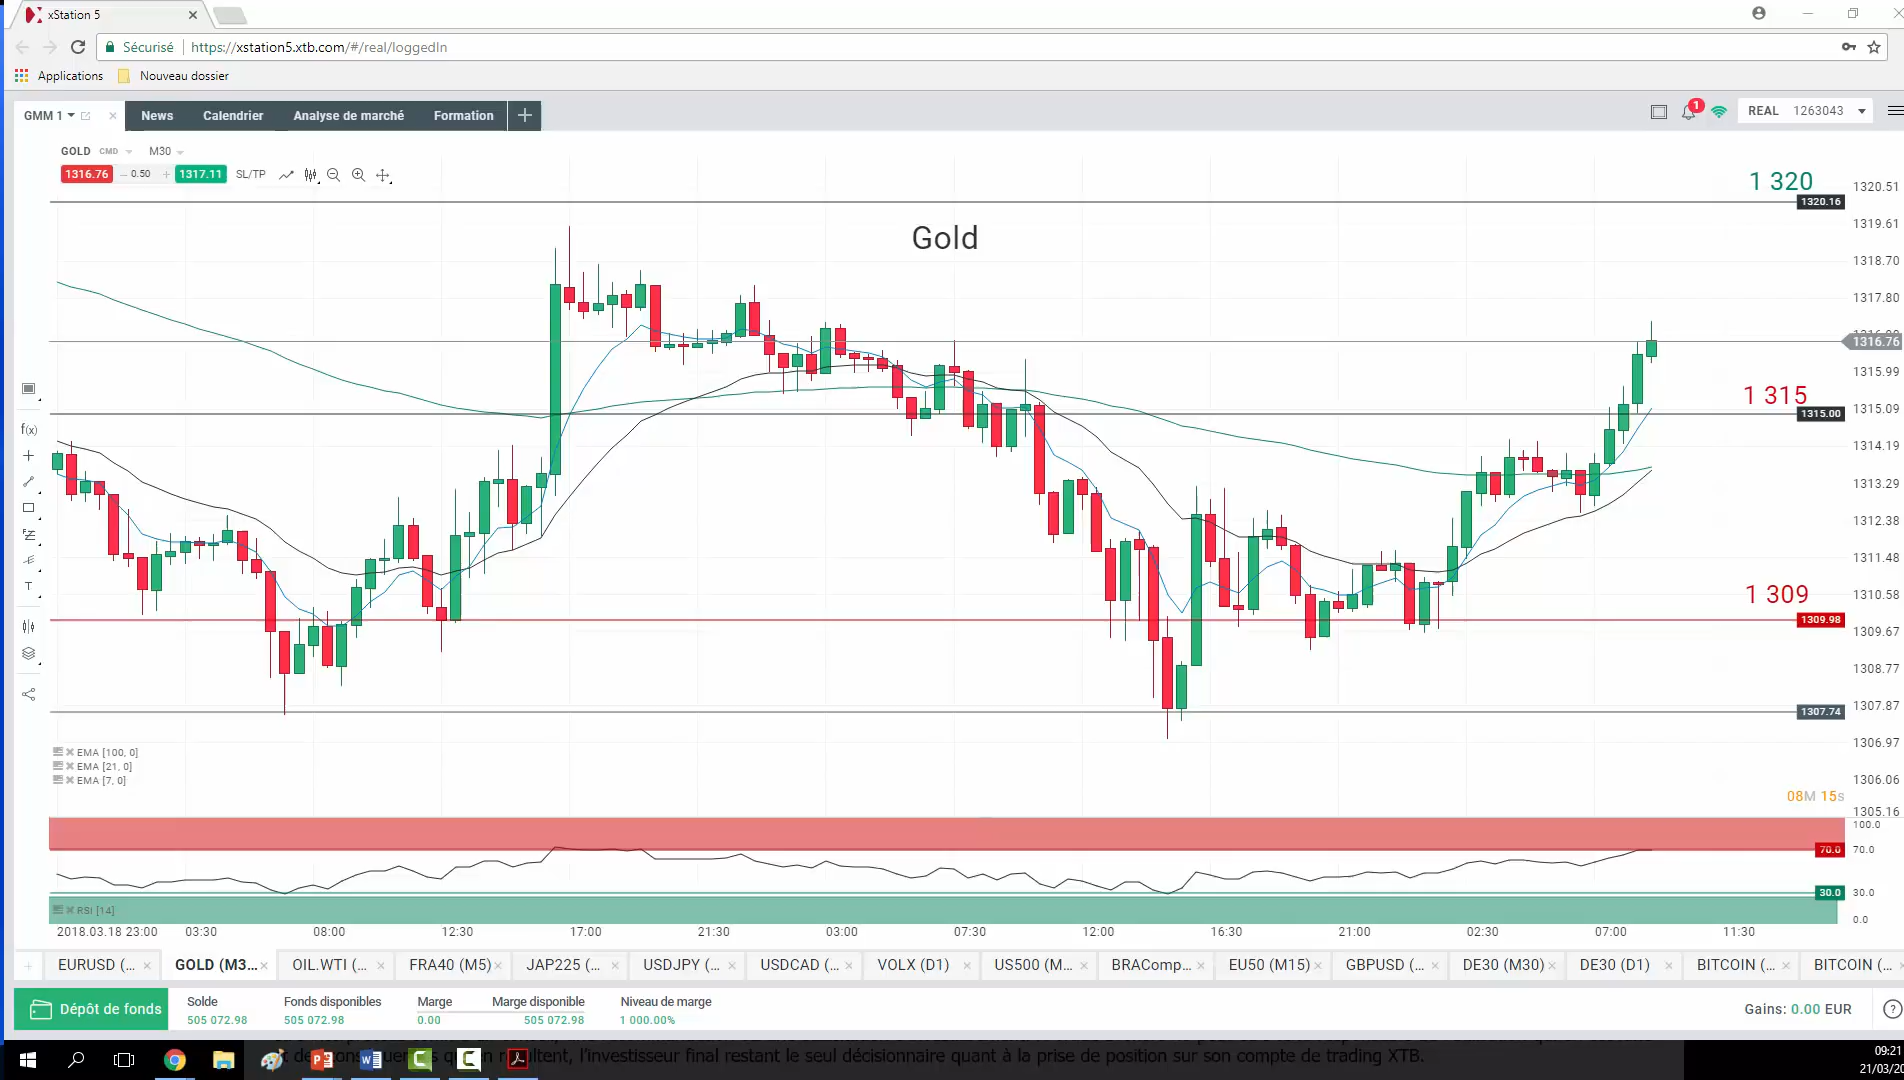 xStation 5
Sécurisé https://xstation5.xtb.com/#/real/loggedIn
Applications Nouveau dossier
GMM 1 News Calendrier Analyse de marché Formation 1 REAL 1263043
GOLD CMD M30
1316.76 0.50 1317.11 SL/TP
1 320
1320.51
1320.16
1319.61
Gold
1318.70
1317.80
1316.76
1315.99
1 315
1315.09
1315.00
1314.19
f(x)
1313.29
1312.38
1311.48
T
1 309
1310.58
1309.98
1309.67
1308.77
1307.87
1307.74
1306.97
EMA [100, 0]
EMA [21, 0]
EMA [7, 0]
1306.06
08M 15s
1305.16
100.0
70.0 70.0
30.0 30.0
RSI [14]
0.0
2018.03.18 23:00 03:30 08:00 12:30 17:00 21:30 03:00 07:30 12:00 16:30 21:00 02:30 07:00 11:30
EURUSD (... GOLD (M3... OIL.WTI (... FRA40 (M5) JAP225 (... USDJPY (... USDCAD (... VOLX (D1) US500 (M... BRAComp... EU50 (M15) GBPUSD (... DE30 (M30) DE30 (D1) BITCOIN (... BITCOIN (...
Dépôt de fonds
Solde Fonds disponibles Marge Marge disponible Niveau de marge
505 072.98 505 072.98 0.00 505 072.98 1 000.00%
Gains: 0.00 EUR
résultent, l'investisseur final restant le seul décisionnaire quant à la prise de position sur son compte de trading XTB.
09:21
21/03/20